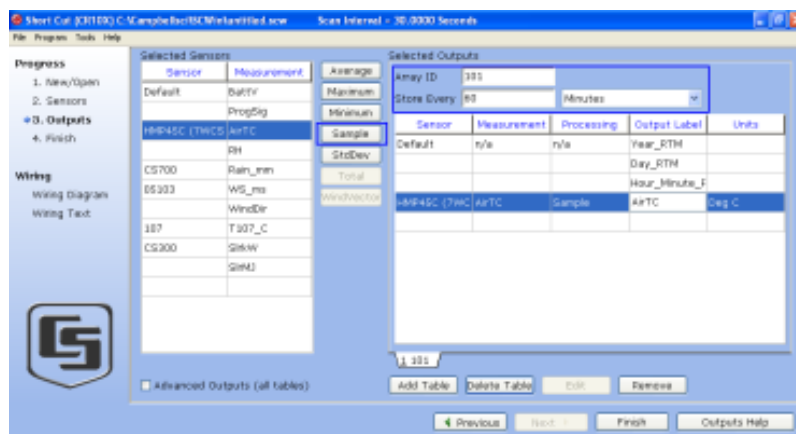 Short Cut (CR10X) C:\Campbellsci\SCWin\untitled.scw Scan Interval = 30.0000 Seconds
File Program Tools Help
Progress
1. New/Open
2. Sensors
3. Outputs
4. Finish
Wiring
Wiring Diagram
Wiring Text
Selected Sensors
Sensor Measurement
Default BattV
ProgSig
HMP45C (TWCS AirTC
RH
CS700 Rain_mm
05103 WS_ms
WindDir
107 T107_C
CS300 SlrkW
SlrMJ
Advanced Outputs (all tables)
Average
Maximum
Minimum
Sample
StdDev
Total
WindVector
Selected Outputs
Array ID 101
Store Every 60 Minutes
Sensor Measurement Processing Output Label Units
Default n/a n/a Year_RTM
Day_RTM
Hour_Minute_F
HMP45C (7WC AirTC Sample AirTC Deg C
1 101
Add Table Delete Table Edit Remove
Previous Next Finish Outputs Help